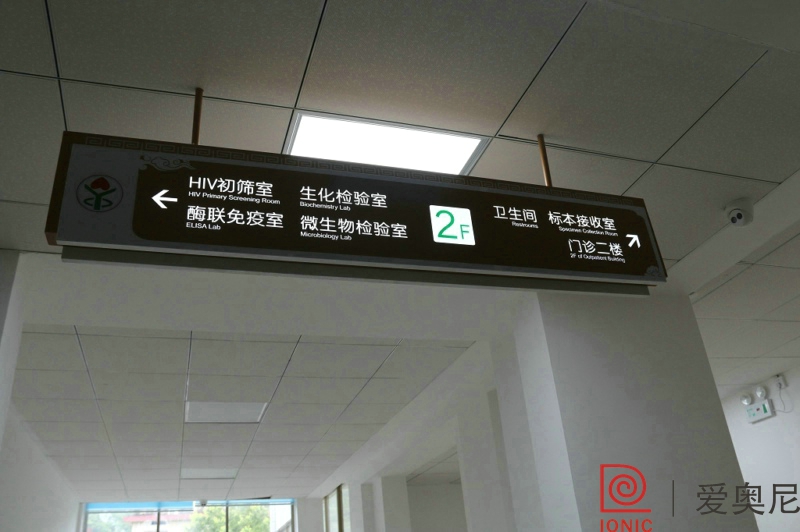 HIV初筛室
HIV Primary Screening Room
生化检验室
Biochemistry Lab
酶联免疫室
ELISA Lab
微生物检验室
Microbiology Lab
2F
卫生间
Restrooms
标本接收室
Specimen Collection Room
门诊二楼
2F of Outpatient Building
IONIC
爱奥尼